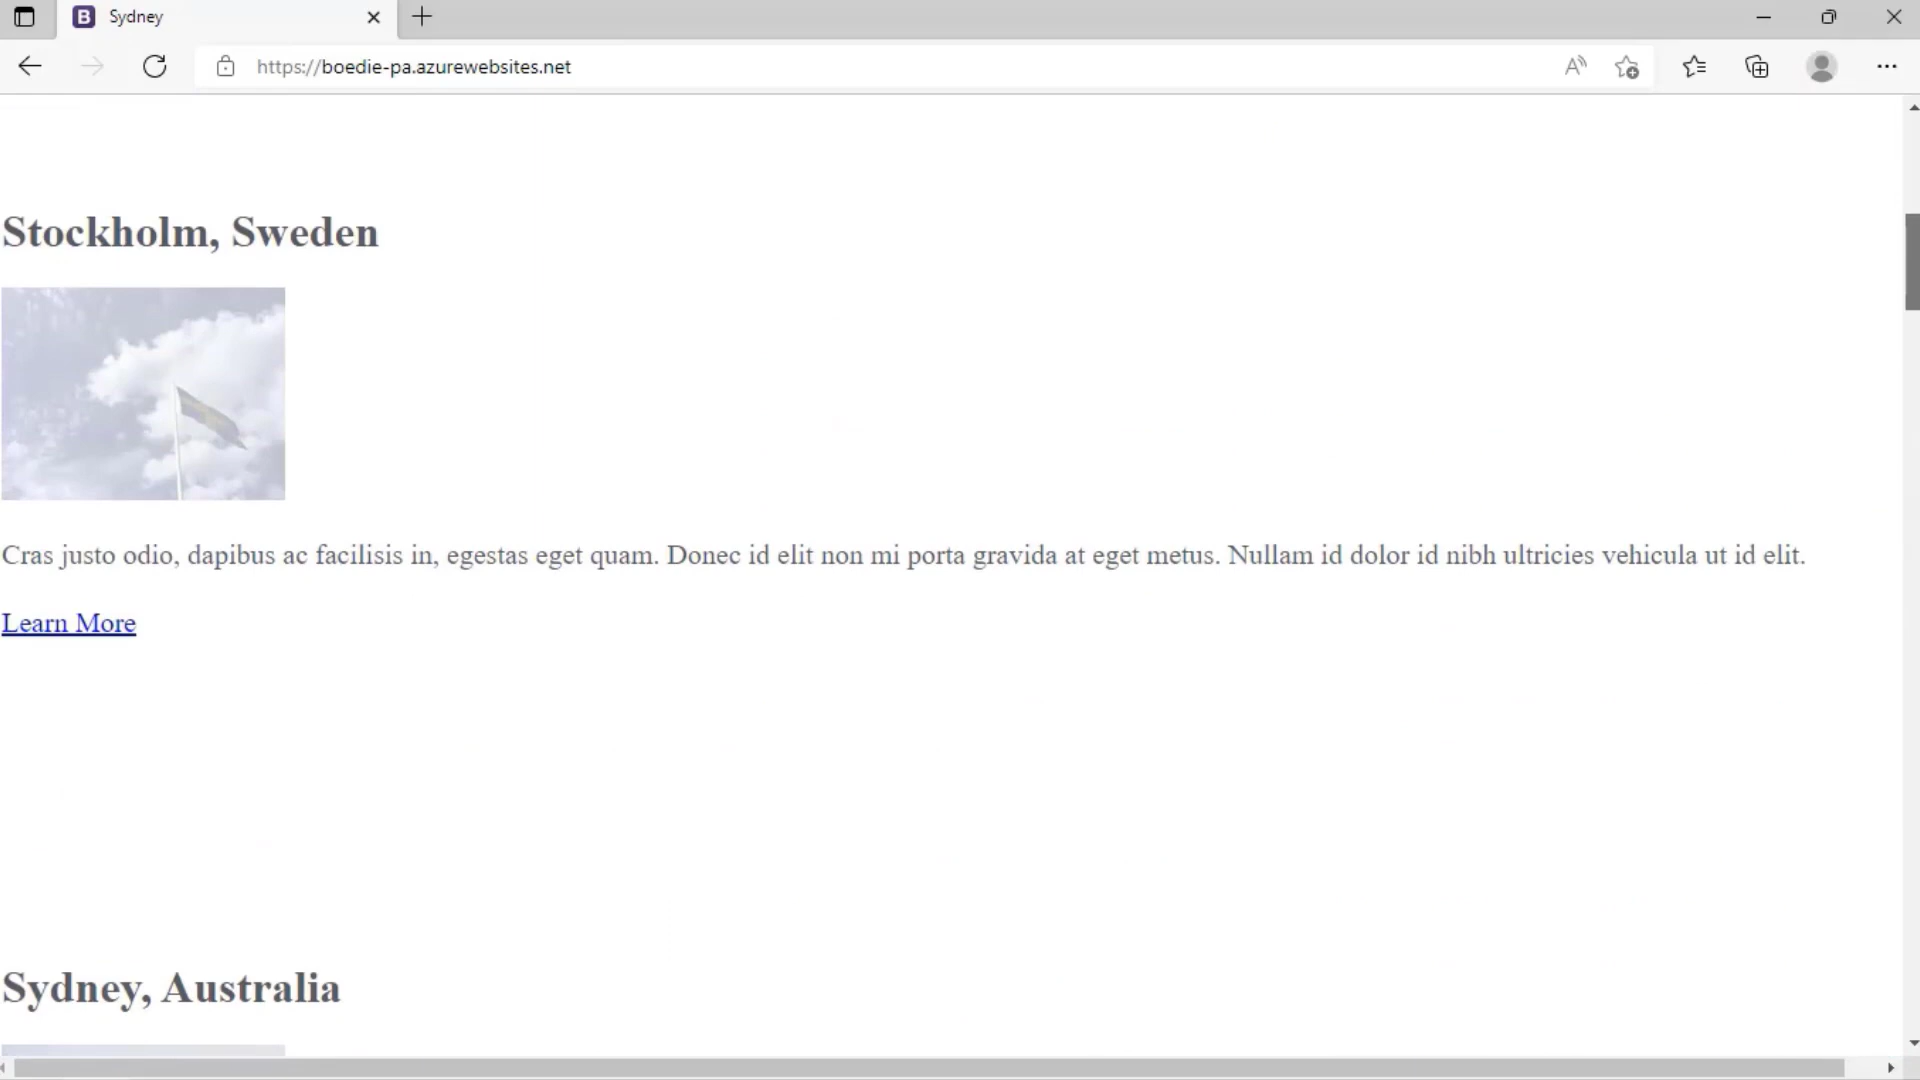 B Sydney
https://boedie-pa.azurewebsites.net
Stockholm, Sweden
Cras justo odio, dapibus ac facilisis in, egestas eget quam. Donec id elit non mi porta gravida at eget metus. Nullam id dolor id nibh ultricies vehicula ut id elit.
Learn More
Sydney, Australia